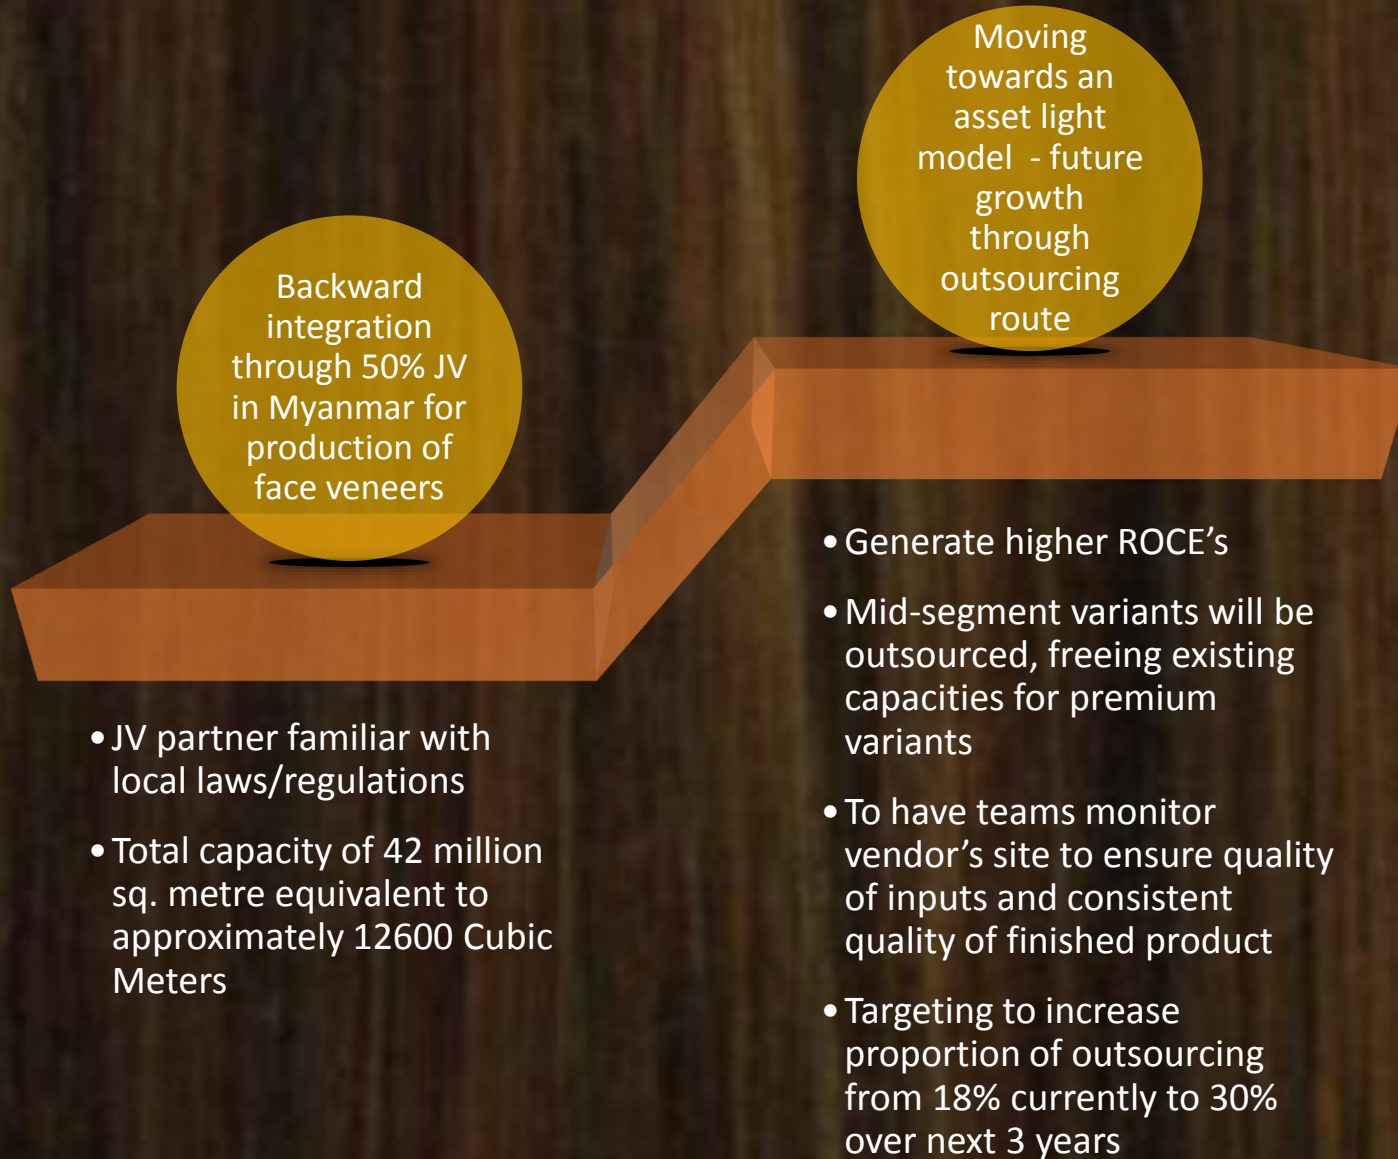 Backward
integration
through 50% JV
in Myanmar for
production of
face veneers
• JV partner familiar with
local laws/regulations
• Total capacity of 42 million
sq. metre equivalent to
approximately 12600 Cubic
Meters
Moving
towards an
asset light
model - future
growth
through
outsourcing
route
• Generate higher ROCE’s
• Mid-segment variants will be
outsourced, freeing existing
capacities for premium
variants
• To have teams monitor
vendor’s site to ensure quality
of inputs and consistent
quality of finished product
• Targeting to increase
proportion of outsourcing
from 18% currently to 30%
over next 3 years